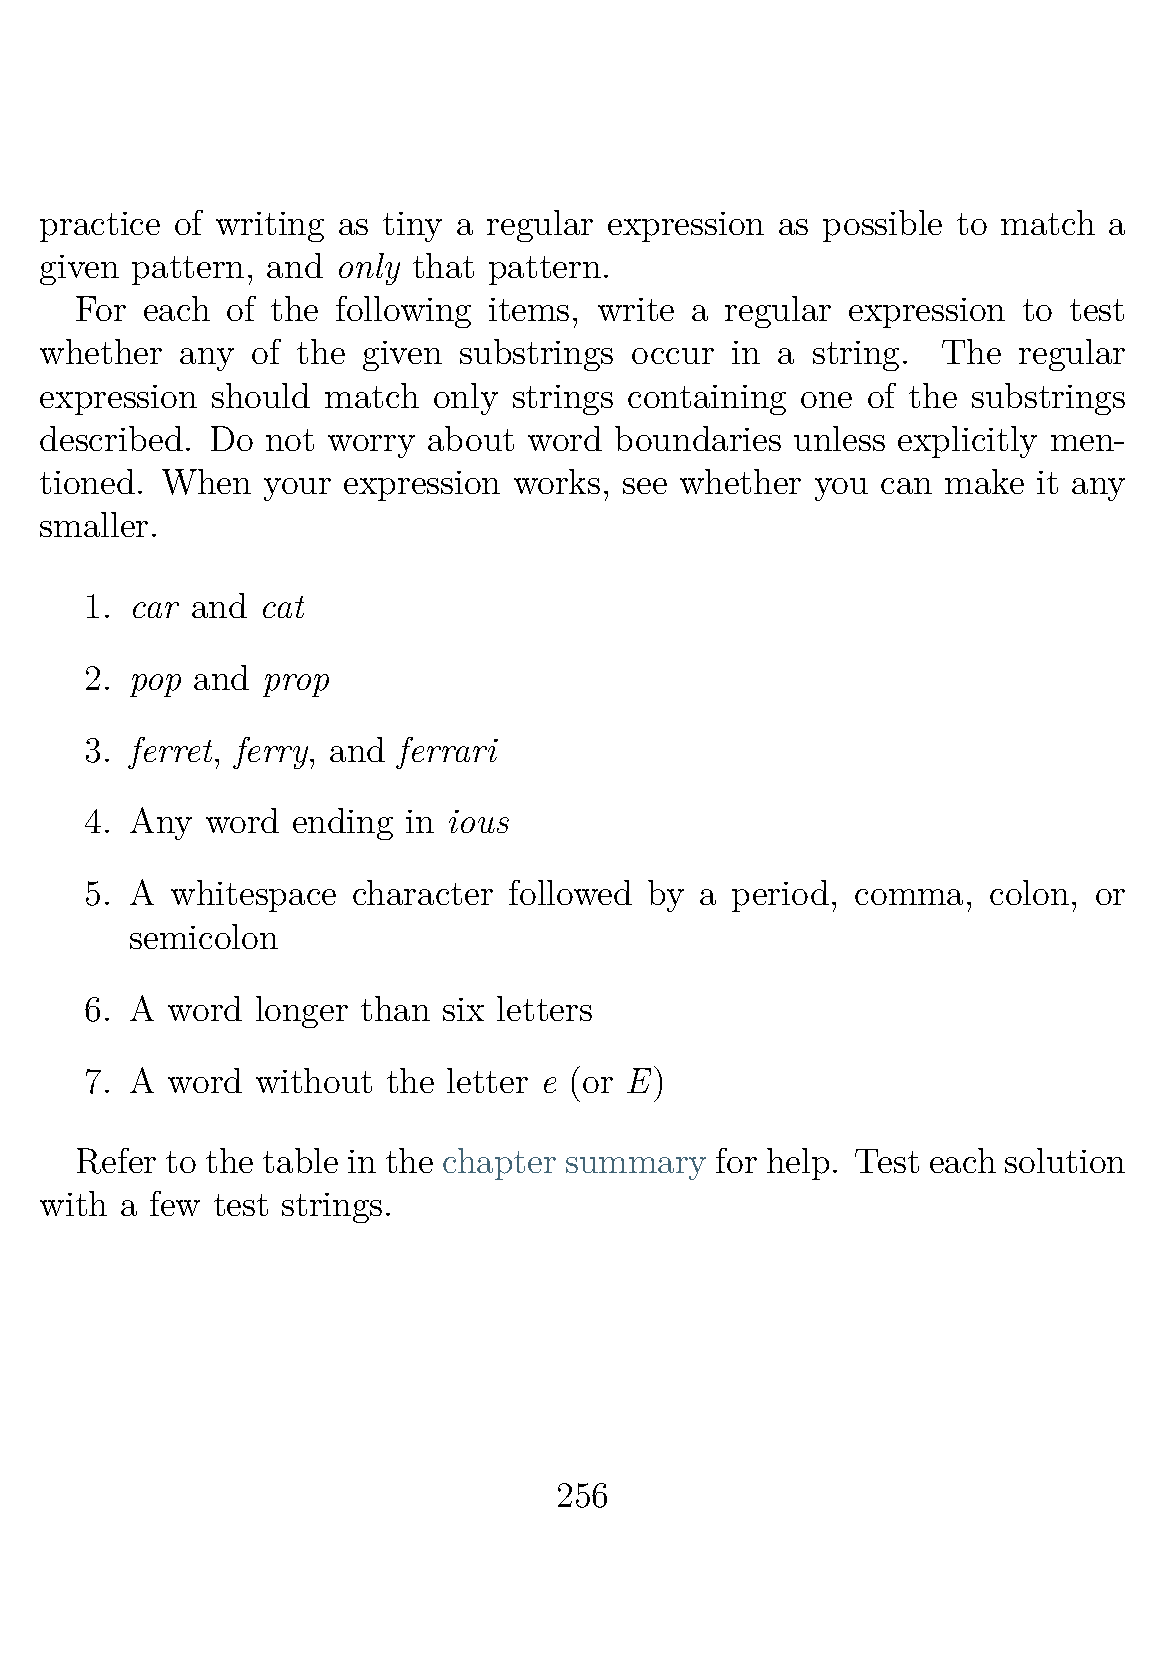 practice of writing as tiny a regular expression as possible to match a
given pattern, and only that pattern.
For each of the following items, write a regular expression to test
whether any of the given substrings occur in a string. The regular
expression should match only strings containing one of the substrings
described. Do not worry about word boundaries unless explicitly men-
tioned. When your expression works, see whether you can make it any
smaller.
1. car and cat
2. pop and prop
3. ferret, ferry, and ferrari
4. Any word ending in ious
5. A whitespace character followed by a period, comma, colon, or
semicolon
6. A word longer than six letters
7. A word without the letter e (or E)
Refer to the table in the chapter summary for help. Test each solution
with a few test strings.
256